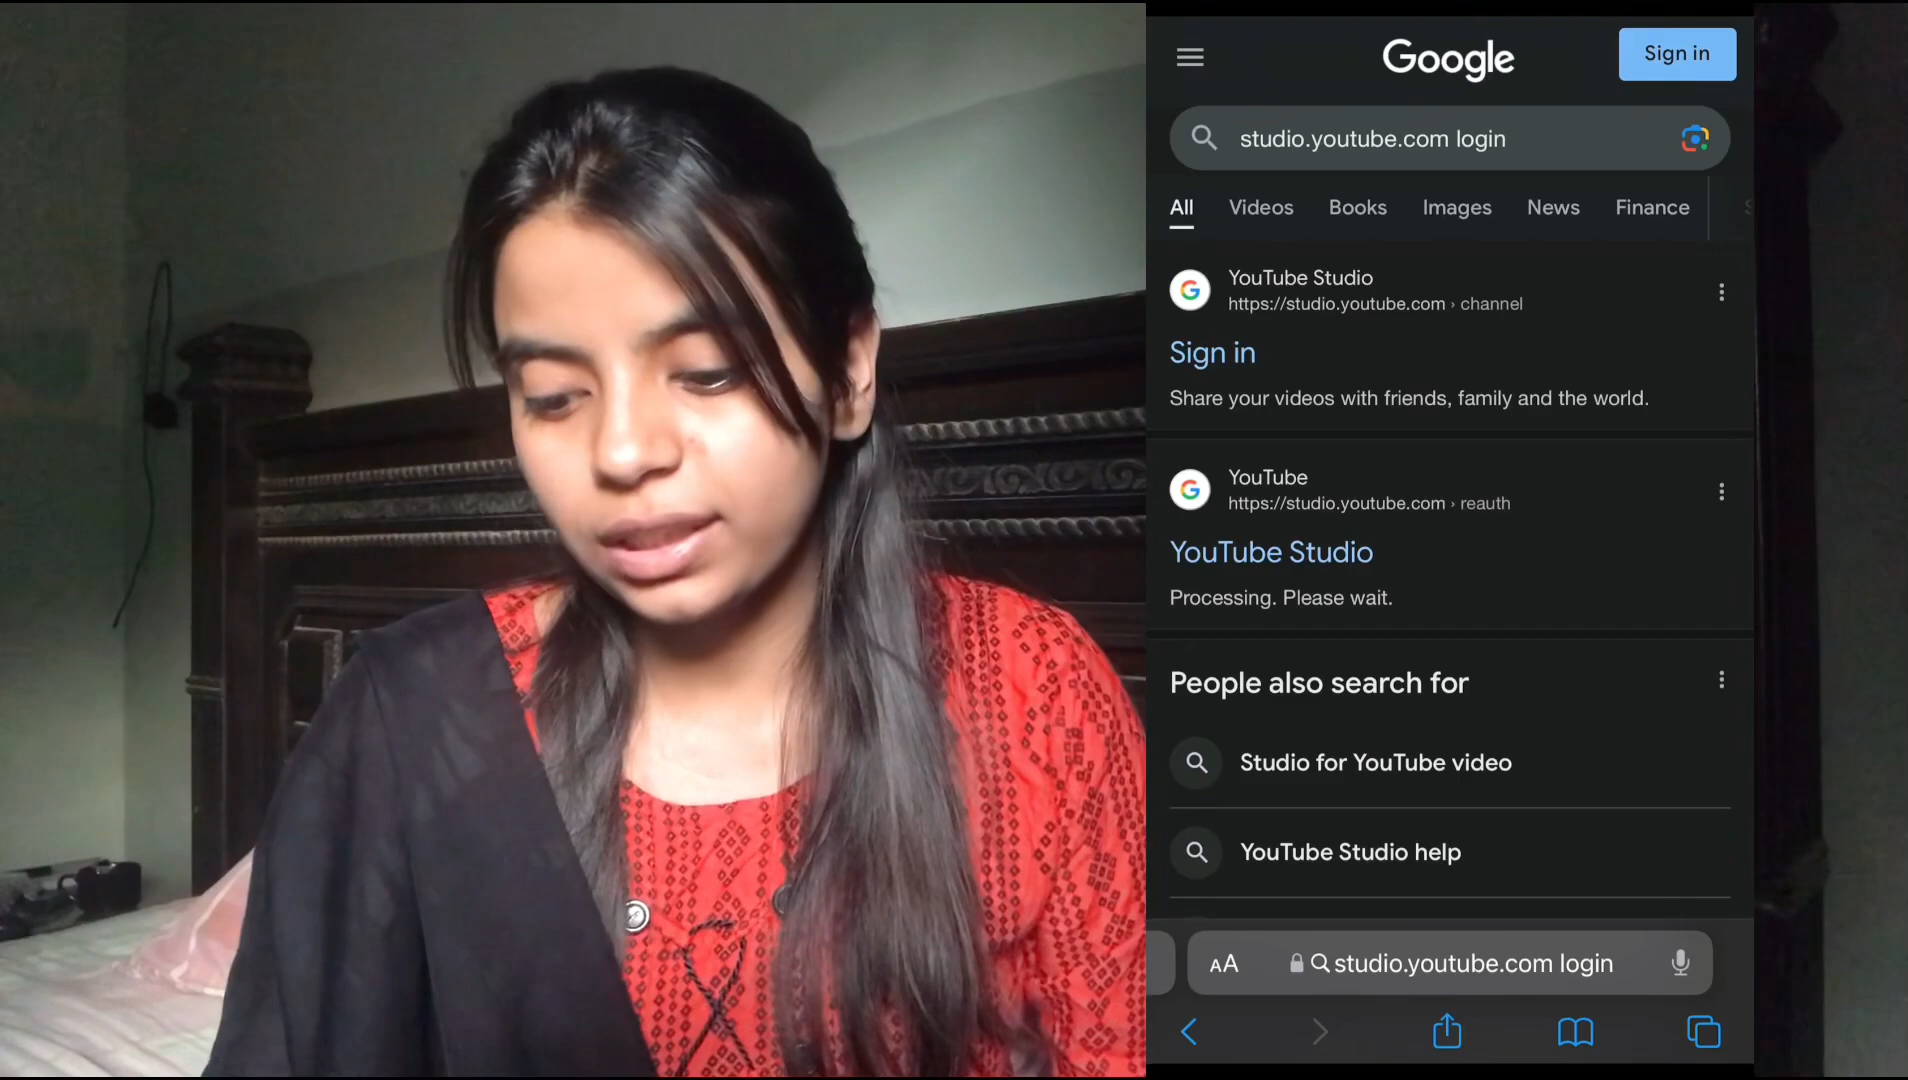 Google
Sign in
studio.youtube.com login
All Videos Books Images News Finance
YouTube Studio
https://studio.youtube.com › channel
Sign in
Share your videos with friends, family and the world.
YouTube
https://studio.youtube.com › reauth
YouTube Studio
Processing. Please wait.
People also search for
Studio for YouTube video
YouTube Studio help
AA studio.youtube.com login